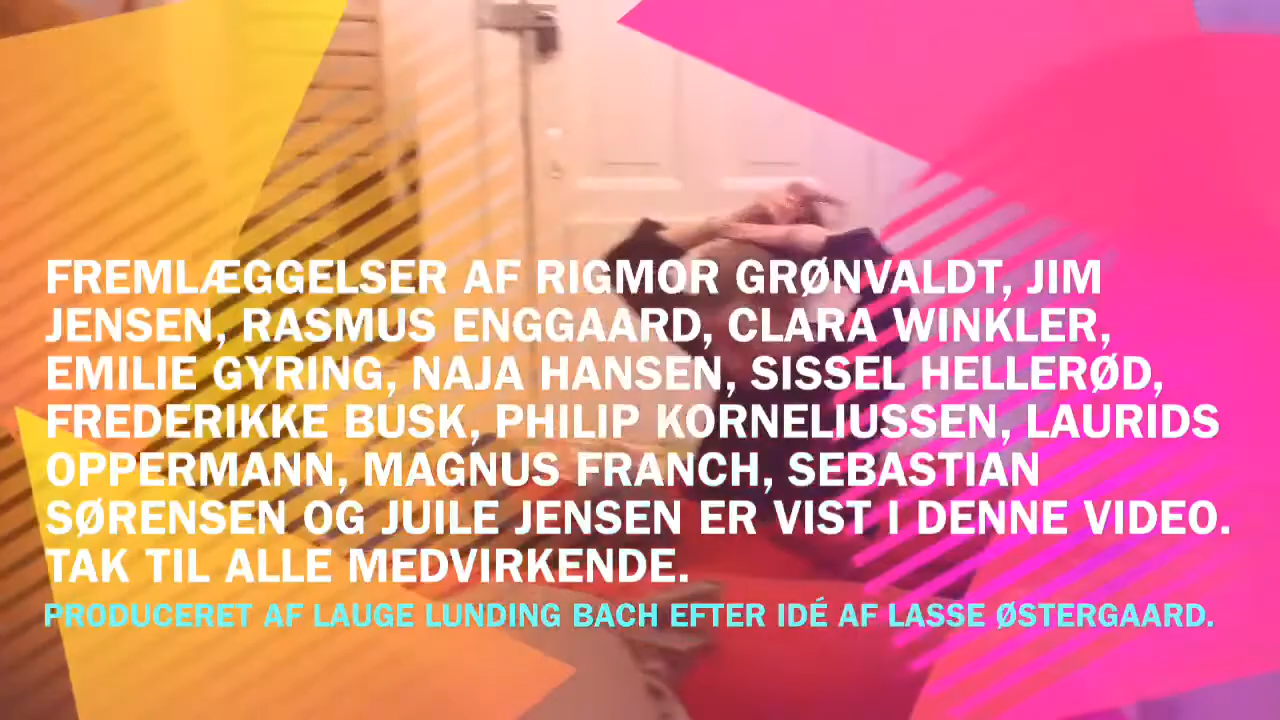 FREMLÆGGELSER AF RIGMOR GRØNVALDT, JIM
JENSEN, RASMUS ENGGAARD, CLARA WINKLER,
EMILIE GYRING, NAJA HANSEN, SISSEL HELLERØD,
FREDERIKKE BUSK, PHILIP KORNELIUSSEN, LAURIDS
OPPERMANN, MAGNUS FRANCH, SEBASTIAN
SØRENSEN OG JUILE JENSEN ER VIST I DENNE VIDEO.
TAK TIL ALLE MEDVIRKENDE.
PRODUCERET AF LAUGE LUNDING BACH EFTER IDÉ AF LASSE ØSTERGAARD.